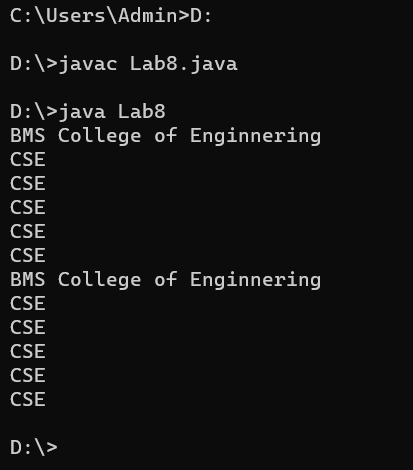 C:\Users\Admin>D:
D:\>javac Lab8.java
D:\>java Lab8
BMS College of Enginnering
CSE
CSE
CSE
CSE
CSE
BMS College of Enginnering
CSE
CSE
CSE
CSE
CSE
D:\>